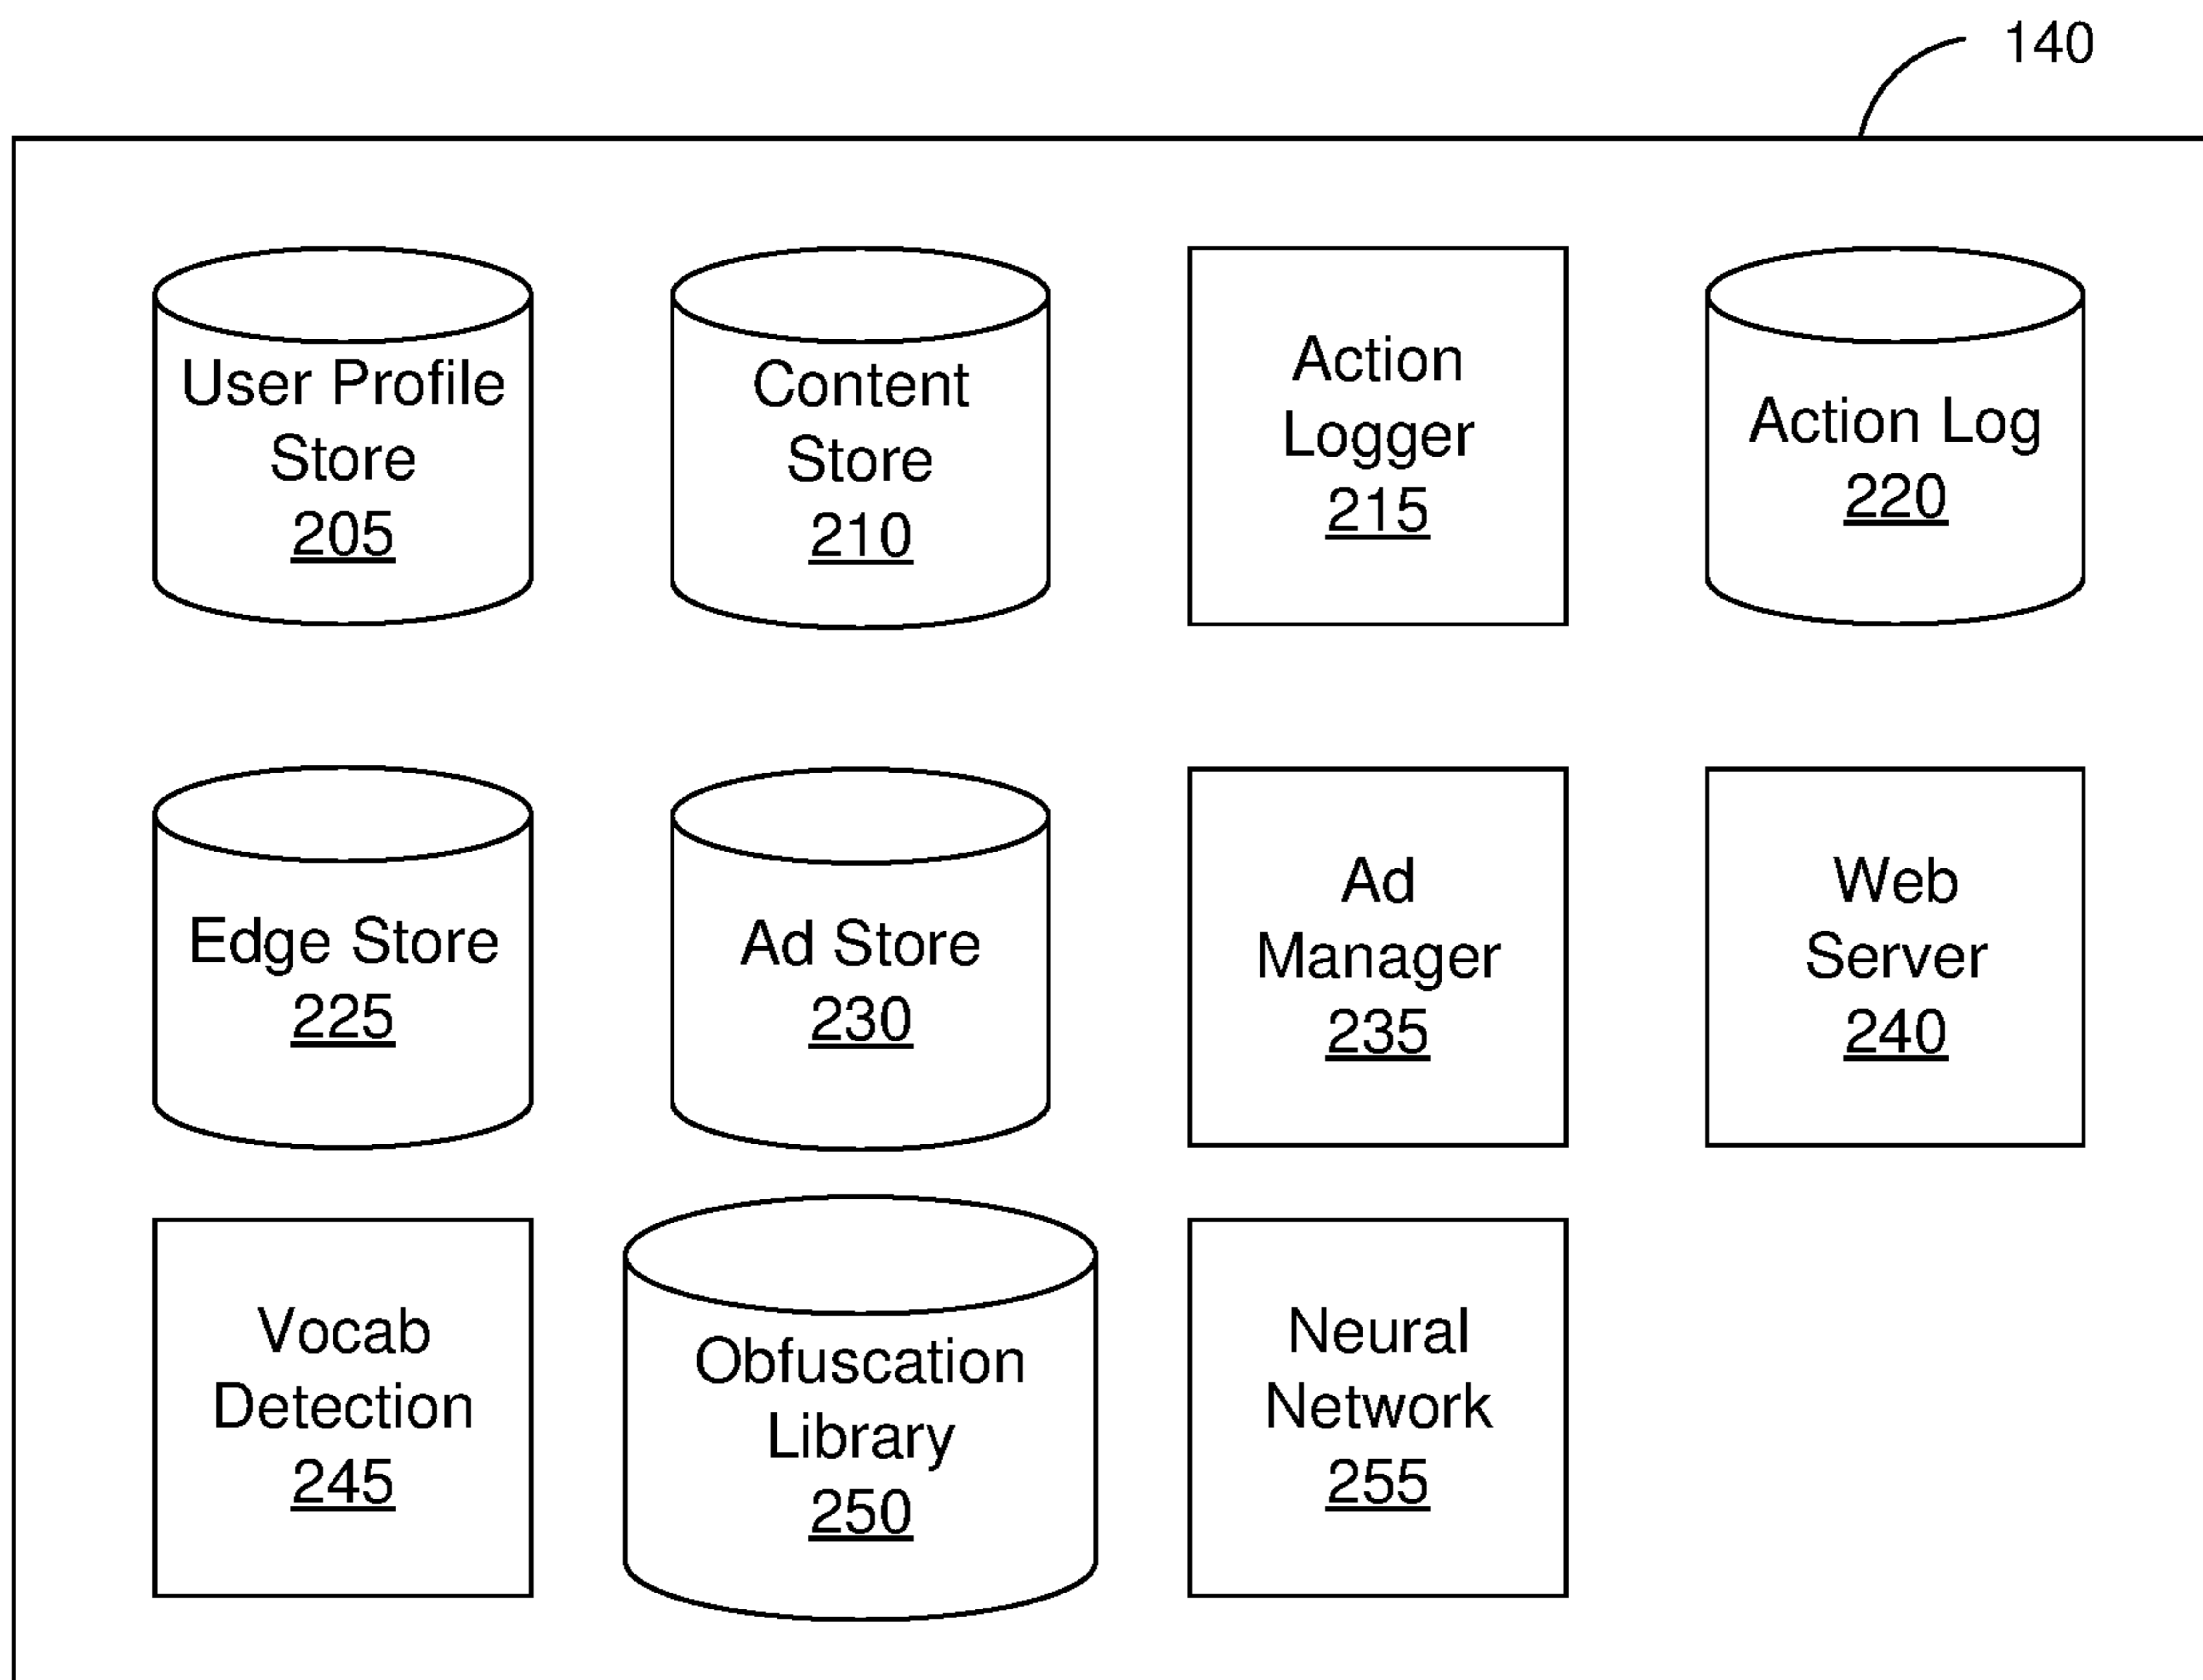 140
User Profile
Store
205
Content
Store
210
Action
Logger
215
Action Log
220
Edge Store
225
Ad Store
230
Ad
Manager
235
Web
Server
240
Vocab
Detection
245
Obfuscation
Library
250
Neural
Network
255